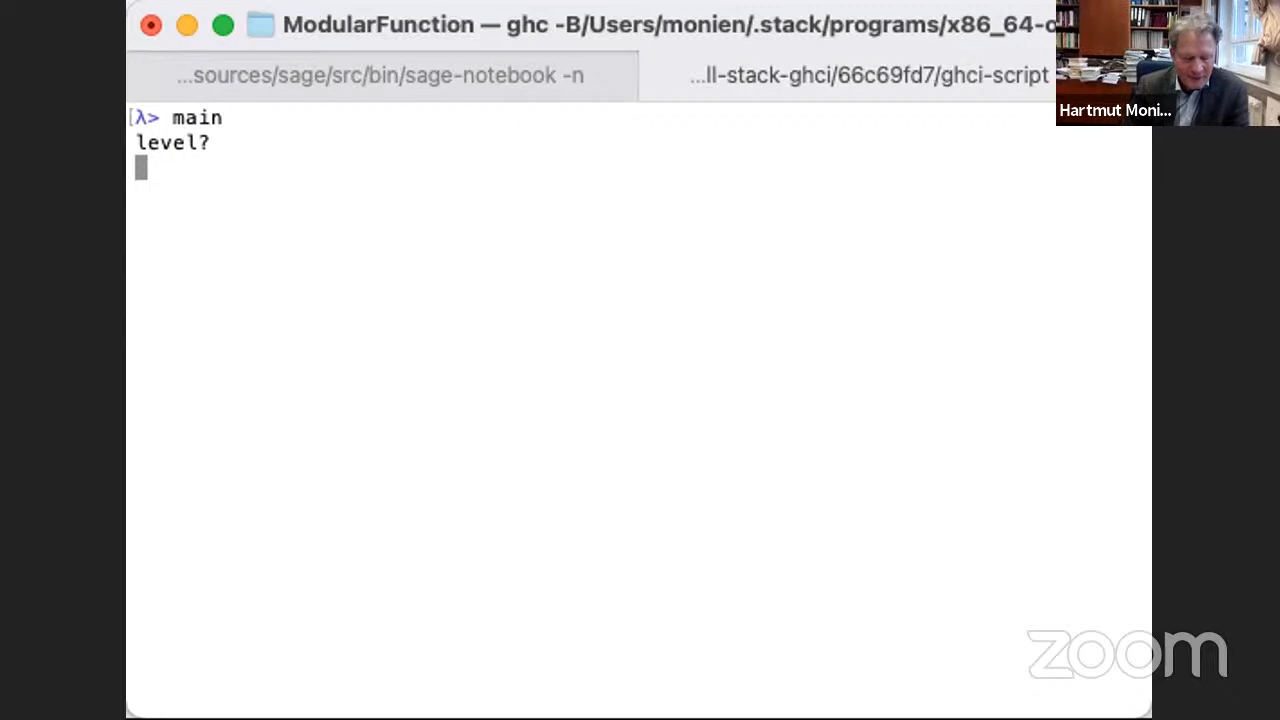 ModularFunction — ghc -B/Users/monien/.stack/programs/x86_64-o
...sources/sage/src/bin/sage-notebook -n
...ll-stack-ghci/66c69fd7/ghci-script
Hartmut Moni...
[λ> main
level?
zoom